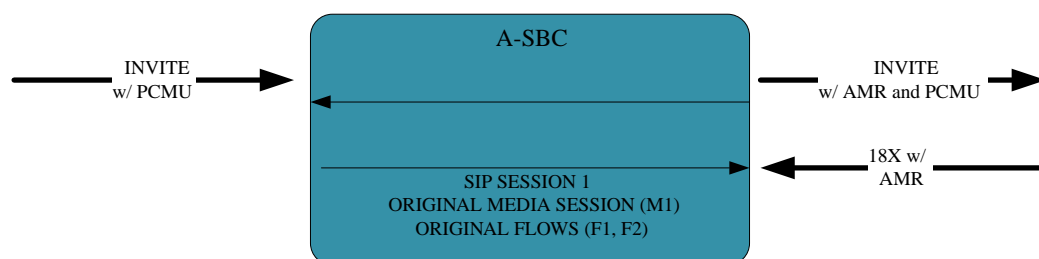 A-SBC
INVITE
w/ PCMU
INVITE
w/ AMR and PCMU
18X w/
AMR
SIP SESSION 1
ORIGINAL MEDIA SESSION (M1)
ORIGINAL FLOWS (F1, F2)